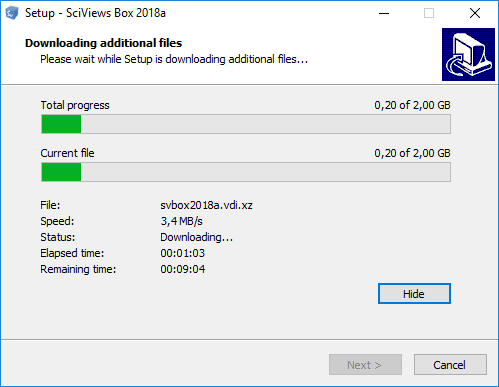 Setup - SciViews Box 2018a
Downloading additional files
Please wait while Setup is downloading additional files...
Total progress 0,20 of 2,00 GB
Current file 0,20 of 2,00 GB
File: svbox2018a.vdi.xz
Speed: 3,4 MB/s
Status: Downloading...
Elapsed time: 00:01:03
Remaining time: 00:09:04
Hide
Next > Cancel